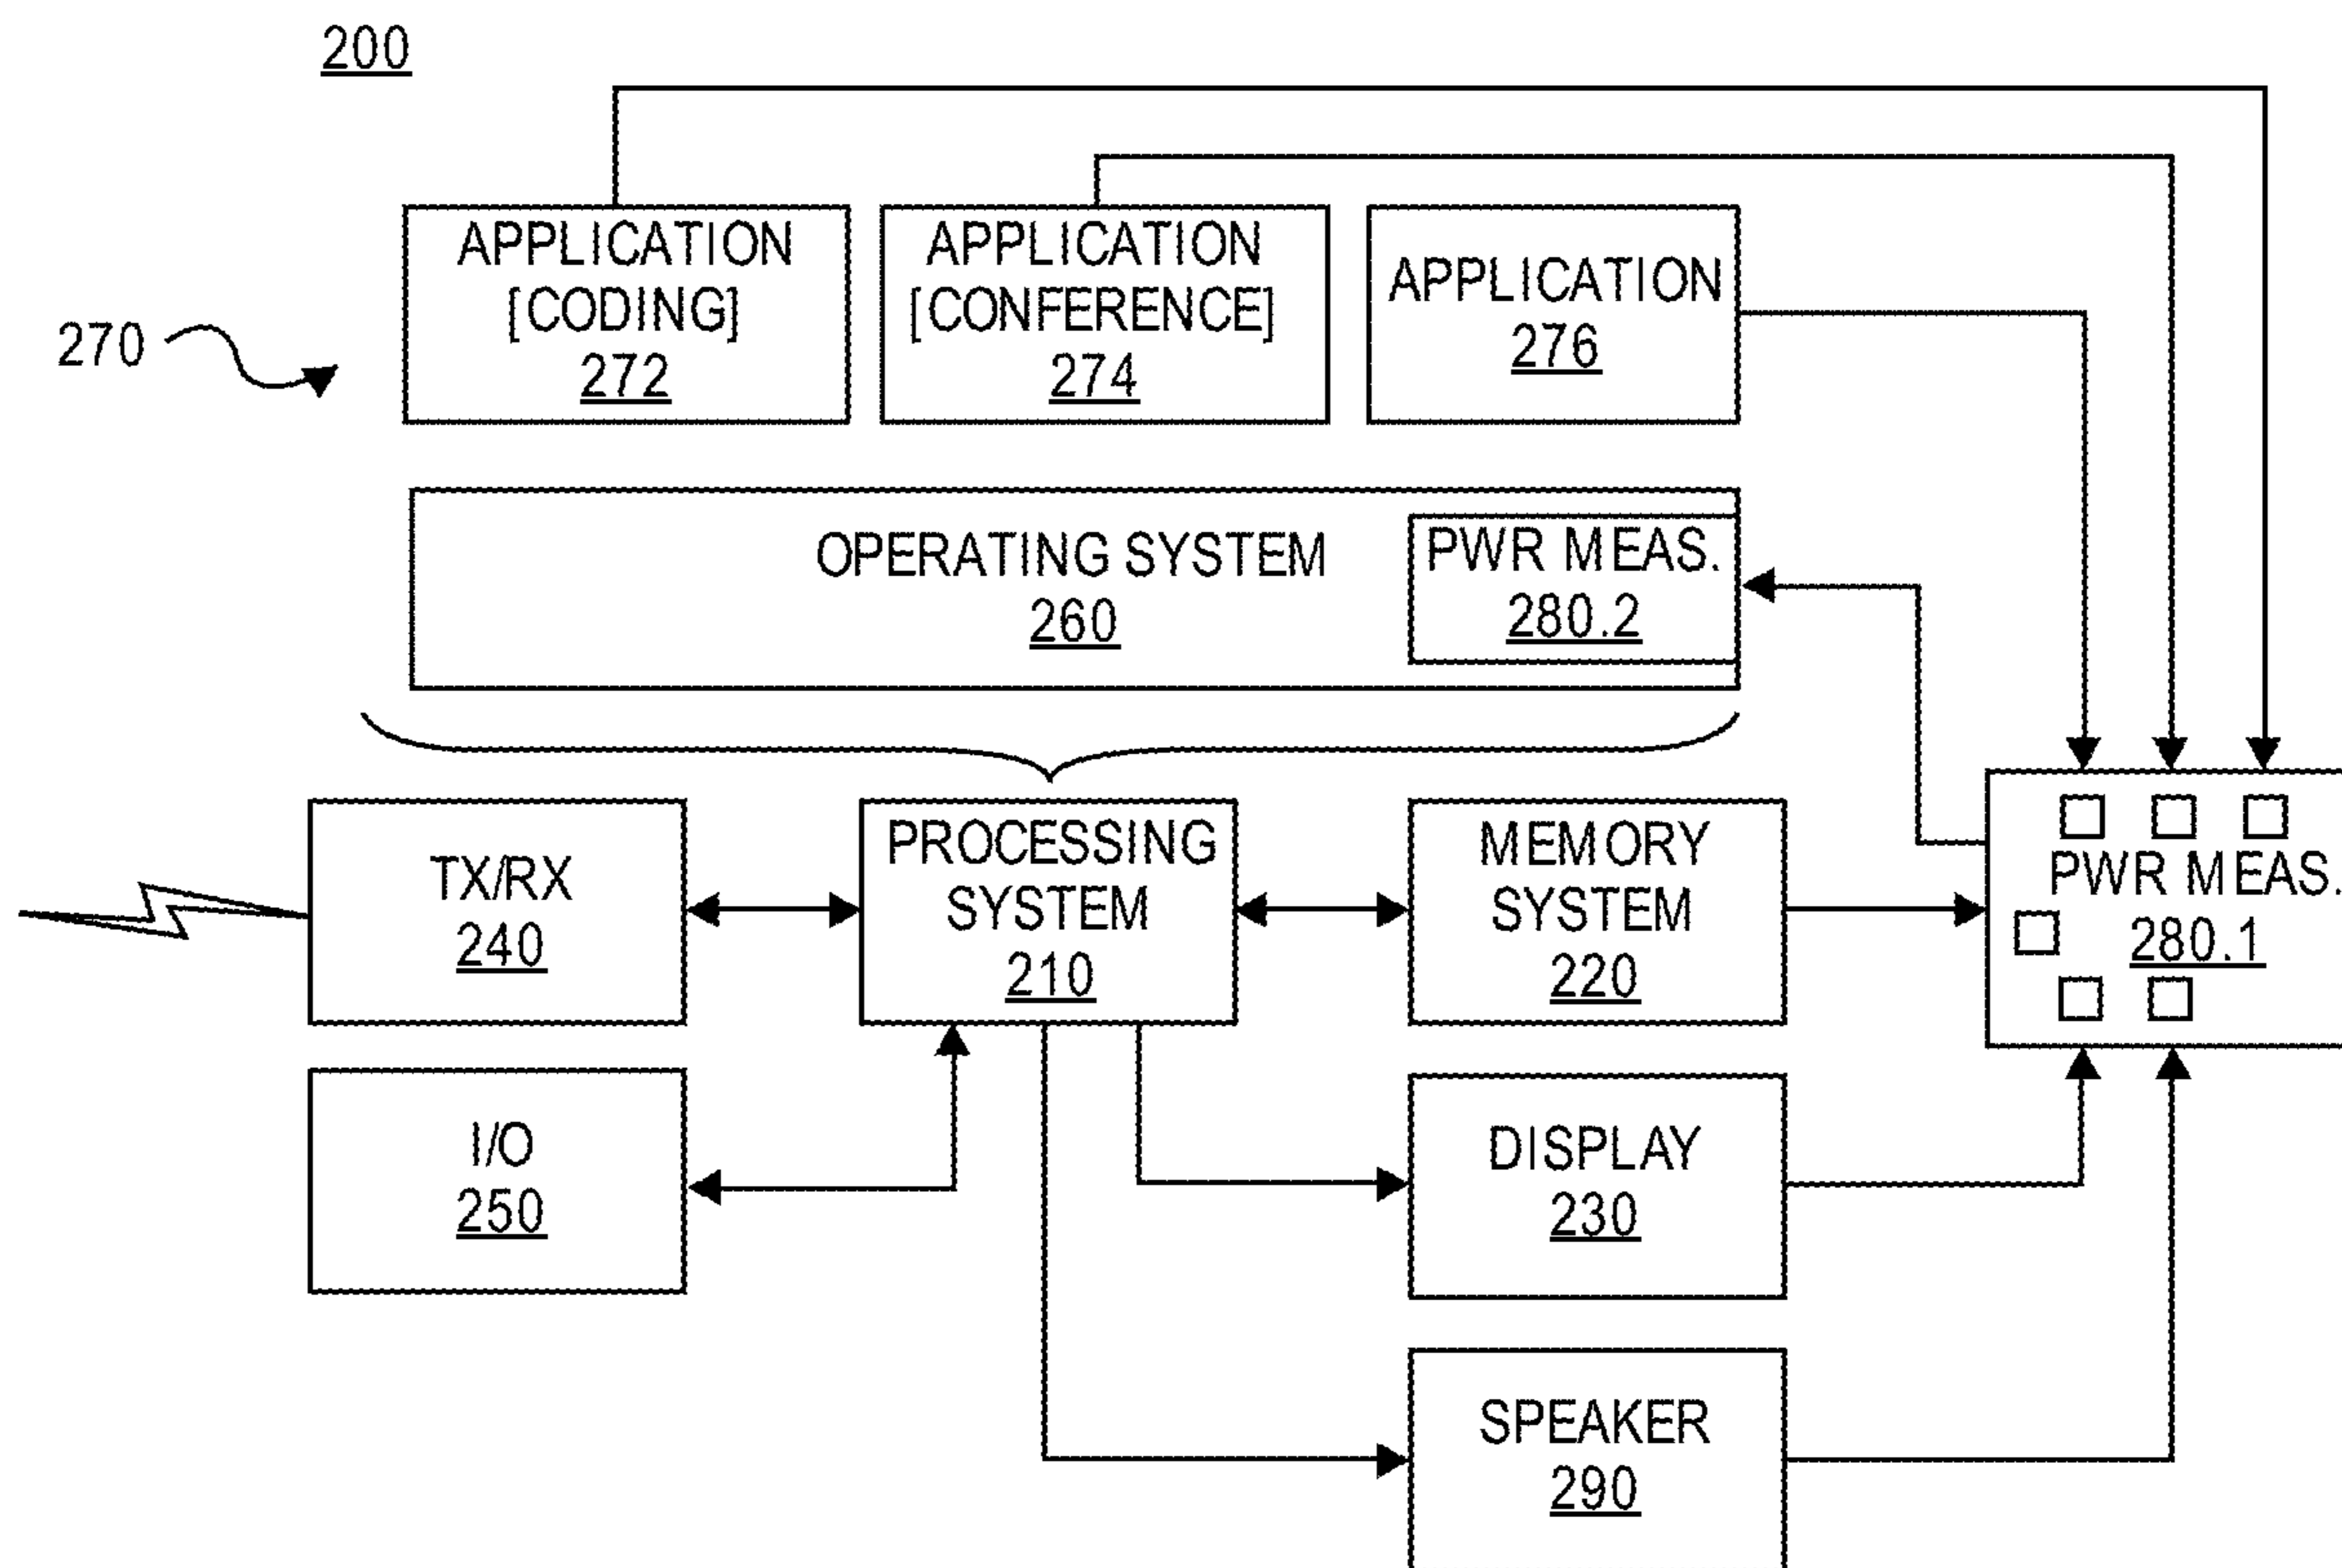 200
APPLICATION
[CODING]
272
APPLICATION
[CONFERENCE]
274
APPLICATION
276
270
OPERATING SYSTEM
260
PWR MEAS.
280.2
TX/RX
240
PROCESSING
SYSTEM
210
MEMORY
SYSTEM
220
PWR MEAS.
280.1
I/O
250
DISPLAY
230
SPEAKER
290